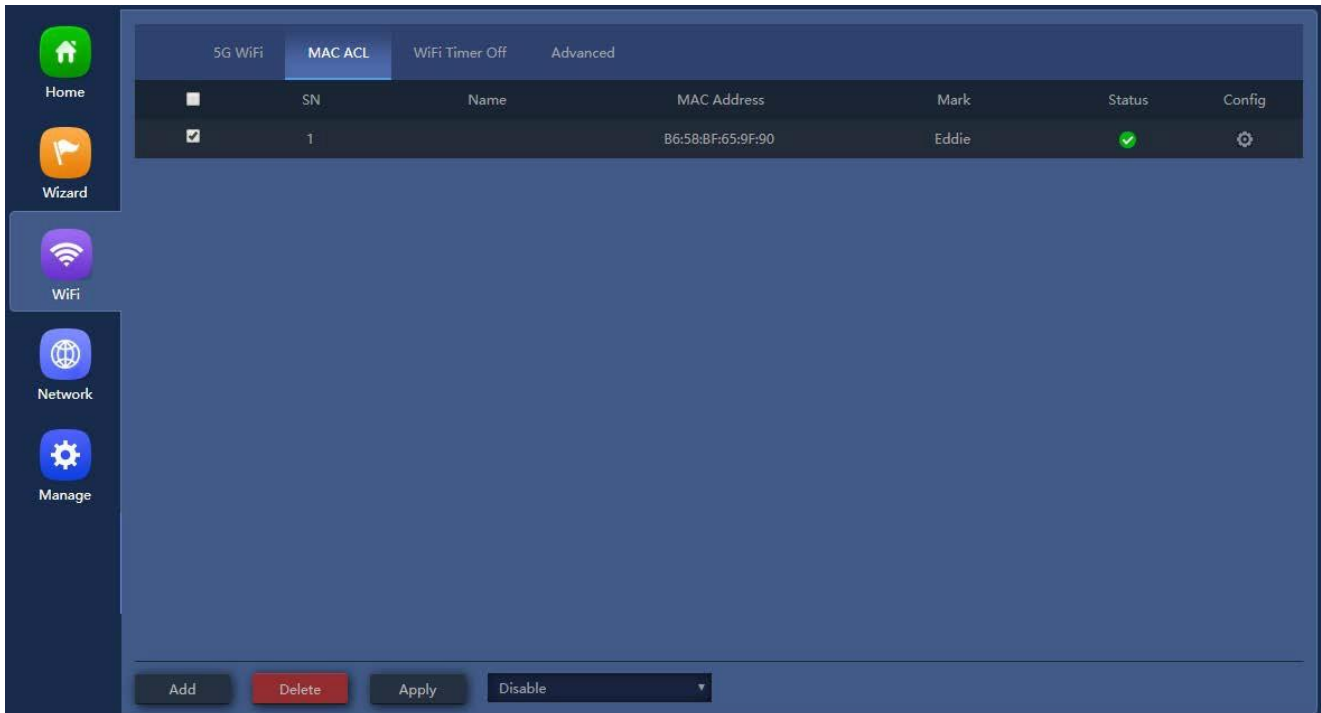 Home
Wizard
WiFi
Network
Manage
5G WiFi MAC ACL WiFi Timer Off Advanced
SN Name MAC Address Mark Status Config
1 B6:58:BF:65:9F:90 Eddie
Add Delete Apply Disable